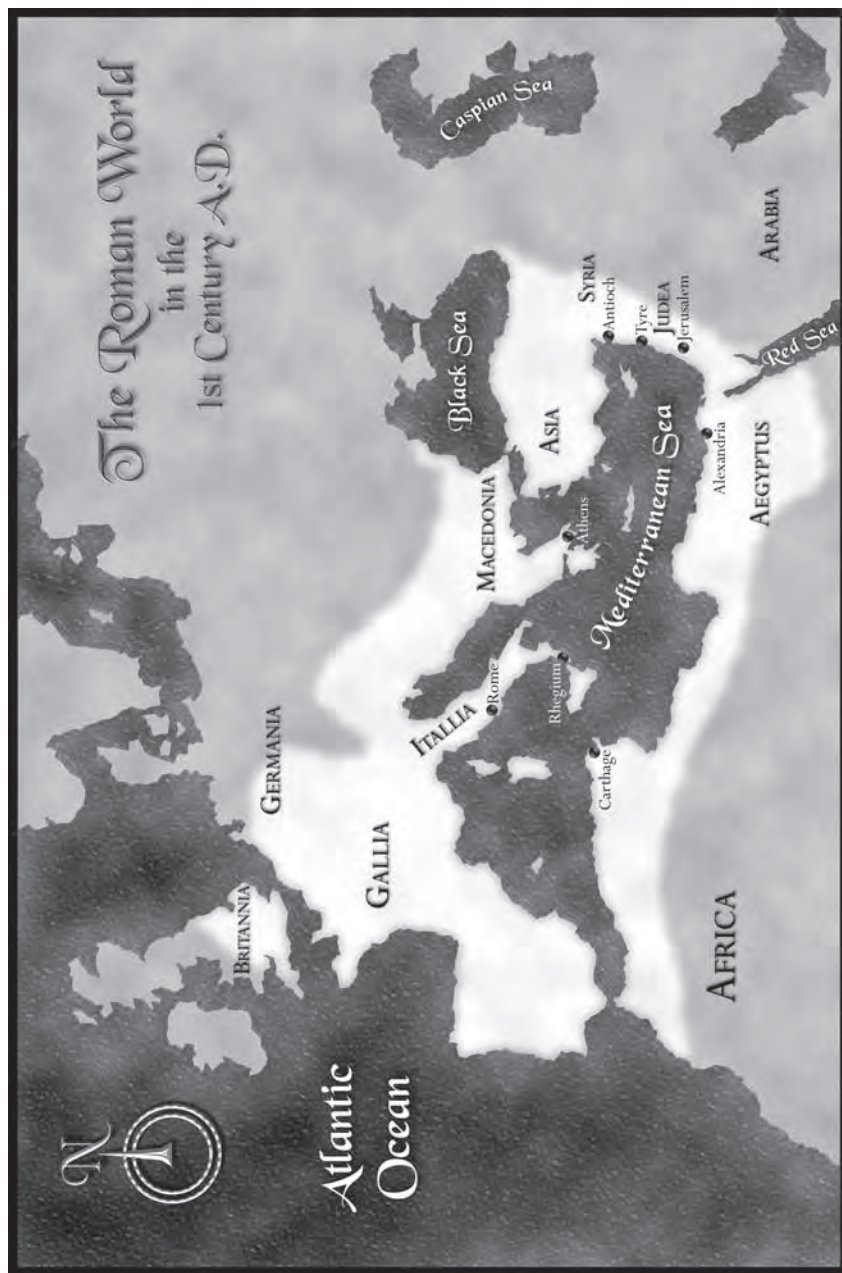 The Roman World
in the
1st Century A.D.
N
Atlantic
Ocean
BRITANNIA
GERMANIA
GALLIA
ITALLIA
Rome
Rhegium
Carthage
AFRICA
MACEDONIA
Athens
Mediterranean Sea
Black Sea
ASIA
Caspian Sea
SYRIA
Antioch
Tyre
JUDEA
Jerusalem
Alexandria
AEGYPTUS
Red Sea
ARABIA